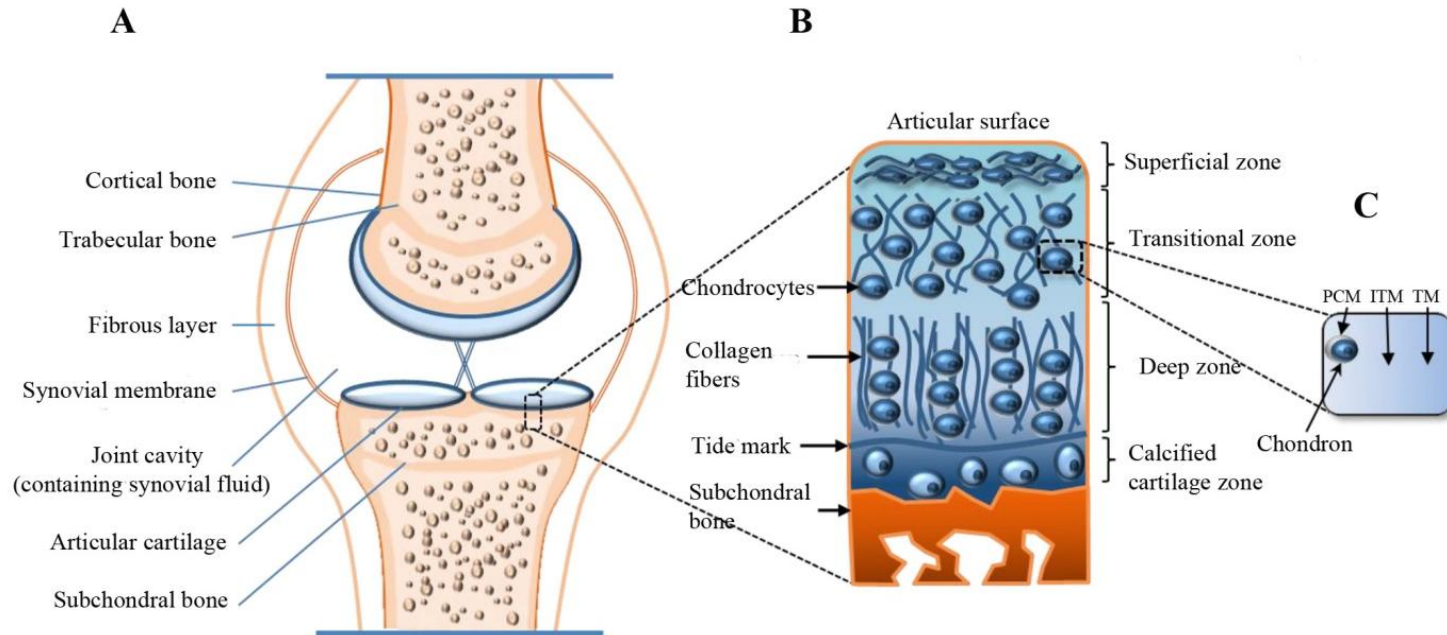 A
Cortical bone
Trabecular bone
Fibrous layer
Synovial membrane
Joint cavity
(containing synovial fluid)
Articular cartilage
Subchondral bone
B
Articular surface
Superficial zone
Transitional zone
Chondrocytes
Collagen
fibers
Deep zone
Tide mark
Calcified
cartilage zone
Subchondral
bone
C
PCM ITM TM
Chondron